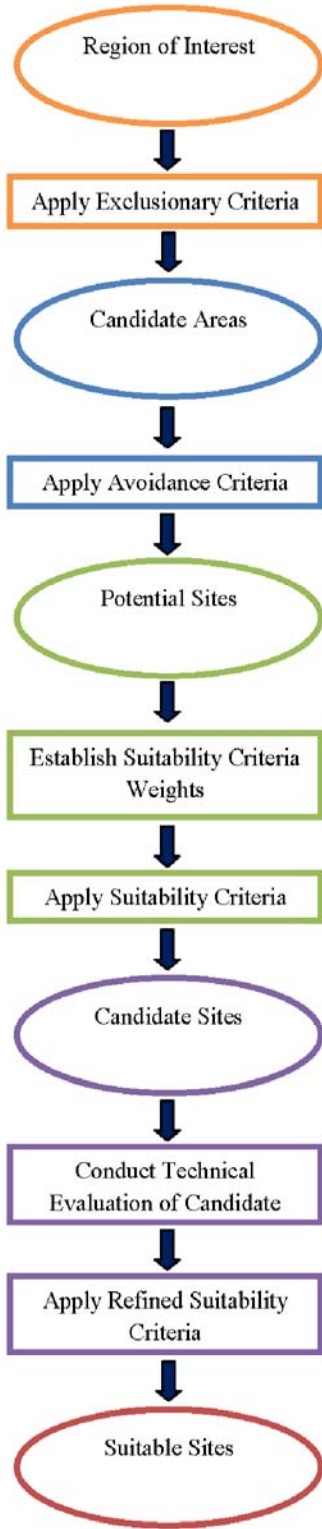 Region of Interest
Apply Exclusionary Criteria
Candidate Areas
Apply Avoidance Criteria
Potential Sites
Establish Suitability Criteria
Weights
Apply Suitability Criteria
Candidate Sites
Conduct Technical
Evaluation of Candidate
Apply Refined Suitability
Criteria
Suitable Sites